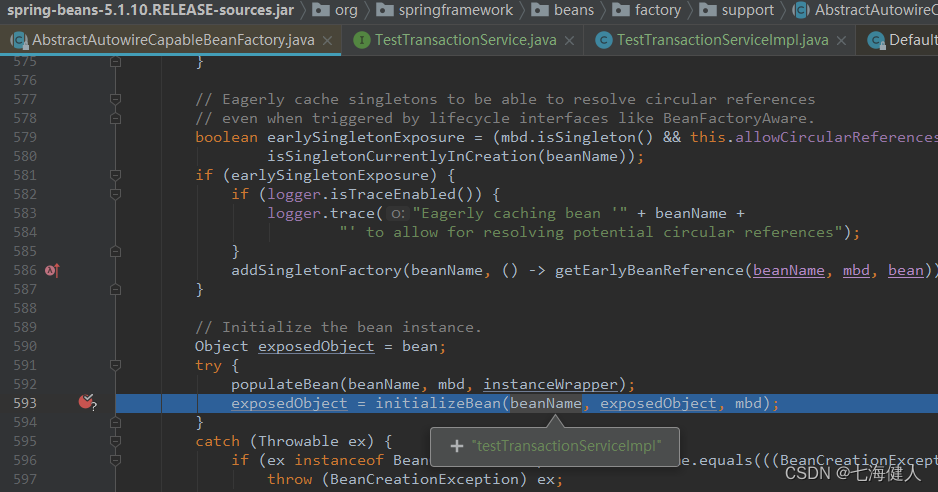 spring-beans-5.1.10.RELEASE-sources.jar org springframework beans factory support AbstractAutowireC
AbstractAutowireCapableBeanFactory.java TestTransactionService.java TestTransactionServiceImpl.java Default
575 }
576
577 // Eagerly cache singletons to be able to resolve circular references
578 // even when triggered by lifecycle interfaces like BeanFactoryAware.
579 boolean earlySingletonExposure = (mbd.isSingleton() && this.allowCircularReferences
580 isSingletonCurrentlyInCreation(beanName));
581 if (earlySingletonExposure) {
582 if (logger.isTraceEnabled()) {
583 logger.trace( o: "Eagerly caching bean '" + beanName +
584 "' to allow for resolving potential circular references");
585 }
586 addSingletonFactory(beanName, () -> getEarlyBeanReference(beanName, mbd, bean))
587 }
588
589 // Initialize the bean instance.
590 Object exposedObject = bean;
591 try {
592 populateBean(beanName, mbd, instanceWrapper);
593 exposedObject = initializeBean(beanName, exposedObject, mbd);
594 }
+ "testTransactionServiceImpl"
595 catch (Throwable ex) {
596 if (ex instanceof Bean e.equals(((BeanCreationExcep
597 throw (BeanCreationException) ex;
CSDN @七海健人